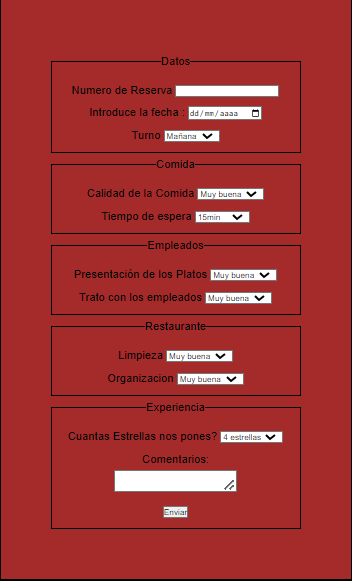 Datos
Numero de Reserva
Introduce la fecha : dd/mm/aaaa
Turno Mañana
Comida
Calidad de la Comida Muy buena
Tiempo de espera 15min
Empleados
Presentación de los Platos Muy buena
Trato con los empleados Muy buena
Restaurante
Limpieza Muy buena
Organizacion Muy buena
Experiencia
Cuantas Estrellas nos pones? 4 estrellas
Comentarios:
Enviar